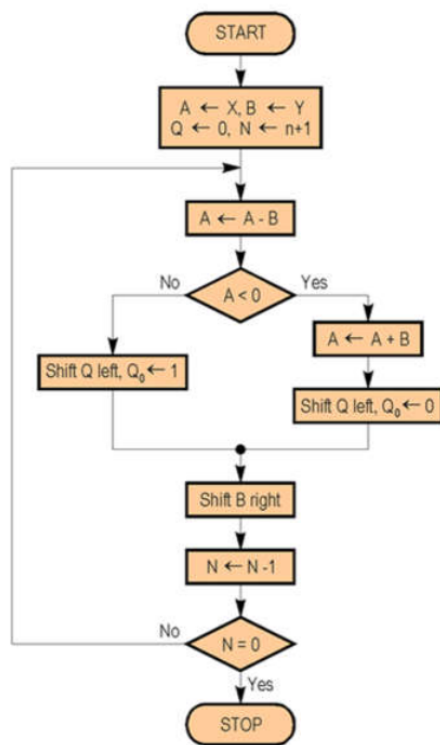 START
A ← X, B ← Y
Q ← 0, N ← n+1
A ← A - B
No
A < 0
Yes
A ← A + B
Shift Q left, Q₀ ← 1
Shift Q left, Q₀ ← 0
Shift B right
N ← N -1
No
N = 0
Yes
STOP